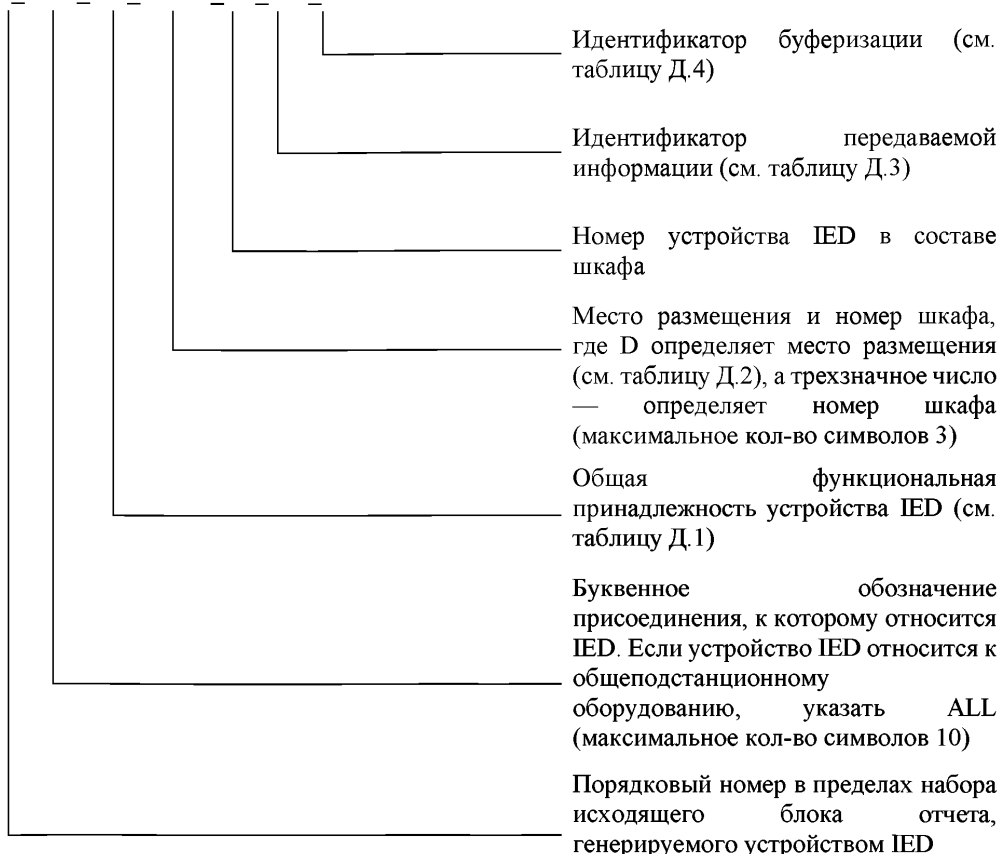 Идентификатор буферизации (см.
таблицу Д.4)
Идентификатор передаваемой
информации (см. таблицу Д.3)
Номер устройства IED в составе
шкафа
Место размещения и номер шкафа,
где D определяет место размещения
(см. таблицу Д.2), а трехзначное число
— определяет номер шкафа
(максимальное кол-во символов 3)
Общая функциональная
принадлежность устройства IED (см.
таблицу Д.1)
Буквенное обозначение
присоединения, к которому относится
IED. Если устройство IED относится к
общеподстанционному
оборудованию, указать ALL
(максимальное кол-во символов 10)
Порядковый номер в пределах набора
исходящего блока отчета,
генерируемого устройством IED